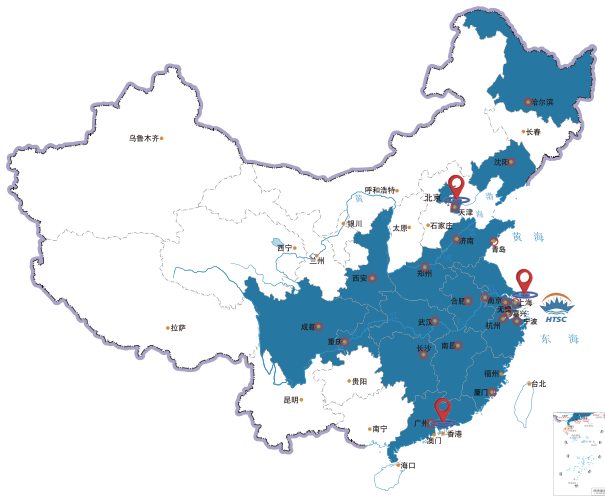 哈尔滨
长春
乌鲁木齐
沈阳
呼和浩特
北京
天津
渤
海
黄
银川
太原
石家庄
济南
青岛
黄 海
西宁
兰州
西安
郑州
合肥
南京
上海
无锡
嘉兴
宁波
杭州
HTSC
拉萨
成都
重庆
武汉
长沙
南昌
东 海
贵阳
昆明
福州
厦门
台北
南宁
广州
香港
澳门
海口